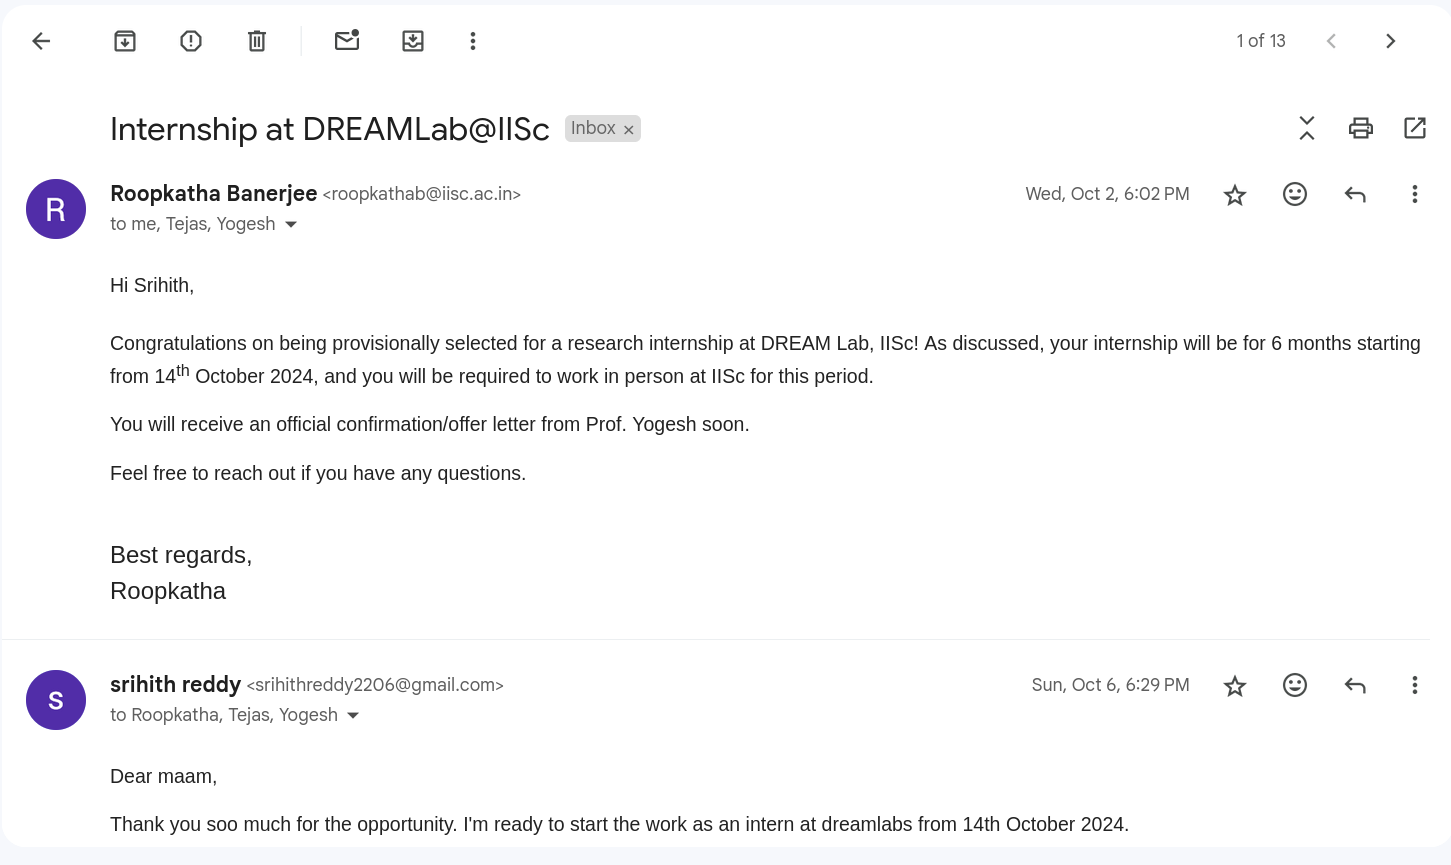 1 of 13
Internship at DREAMLab@IISc Inbox ×
R
Roopkatha Banerjee <roopkathab@iisc.ac.in> Wed, Oct 2, 6:02 PM
to me, Tejas, Yogesh
Hi Srihith,
Congratulations on being provisionally selected for a research internship at DREAM Lab, IISc! As discussed, your internship will be for 6 months starting
from 14th October 2024, and you will be required to work in person at IISc for this period.
You will receive an official confirmation/offer letter from Prof. Yogesh soon.
Feel free to reach out if you have any questions.
Best regards,
Roopkatha
s
srihith reddy <srihithreddy2206@gmail.com> Sun, Oct 6, 6:29 PM
to Roopkatha, Tejas, Yogesh
Dear maam,
Thank you soo much for the opportunity. I'm ready to start the work as an intern at dreamlabs from 14th October 2024.